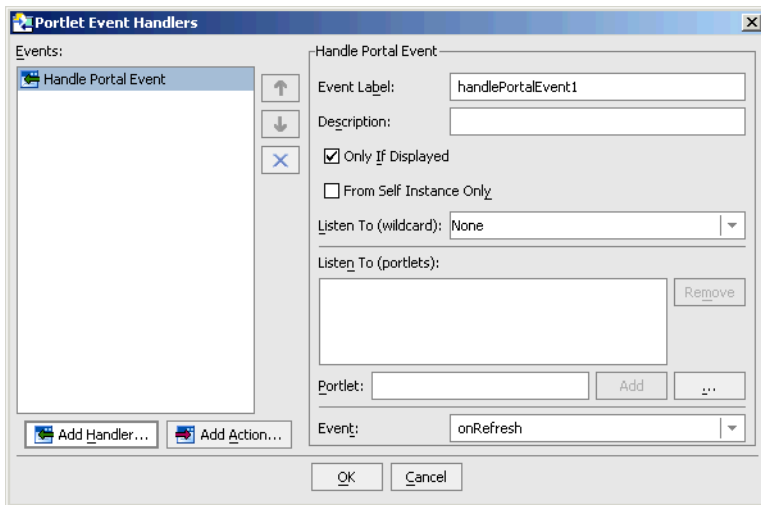 Portlet Event Handlers
Events:
Handle Portal Event
Add Handler...
Add Action...
Handle Portal Event
Event Label: handlePortalEvent1
Description:
Only If Displayed
From Self Instance Only
Listen To (wildcard): None
Listen To (portlets):
Remove
Portlet: Add ...
Event: onRefresh
OK Cancel